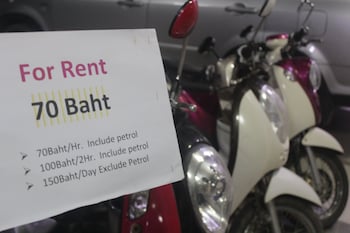 For Rent
70 Baht
➢ 70Baht/Hr. Include petrol
➢ 100Baht/2Hr. Include petrol
➢ 150Baht/Day Exclude Petrol